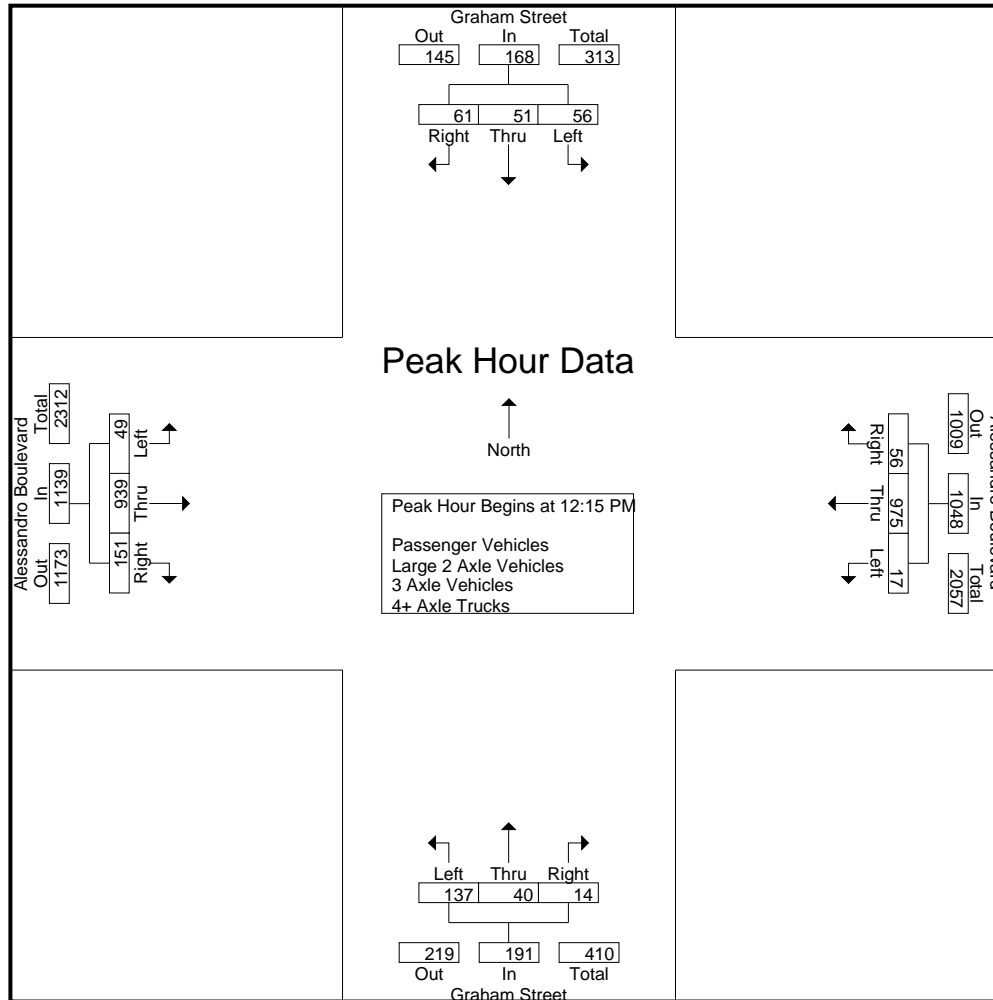 Graham Street
Out In Total
145 168 313
61 51 56
Right Thru Left
Peak Hour Data
North
Peak Hour Begins at 12:15 PM
Passenger Vehicles
Large 2 Axle Vehicles
3 Axle Vehicles
4+ Axle Trucks
Alessandro Boulevard
Out In Total
1173 1139 2312
151 939 49
Right Thru Left
Out In Total
1009 1048 2057
56 975 17
Right Thru Left
Left Thru Right
137 40 14
219 191 410
Out In Total
Graham Street